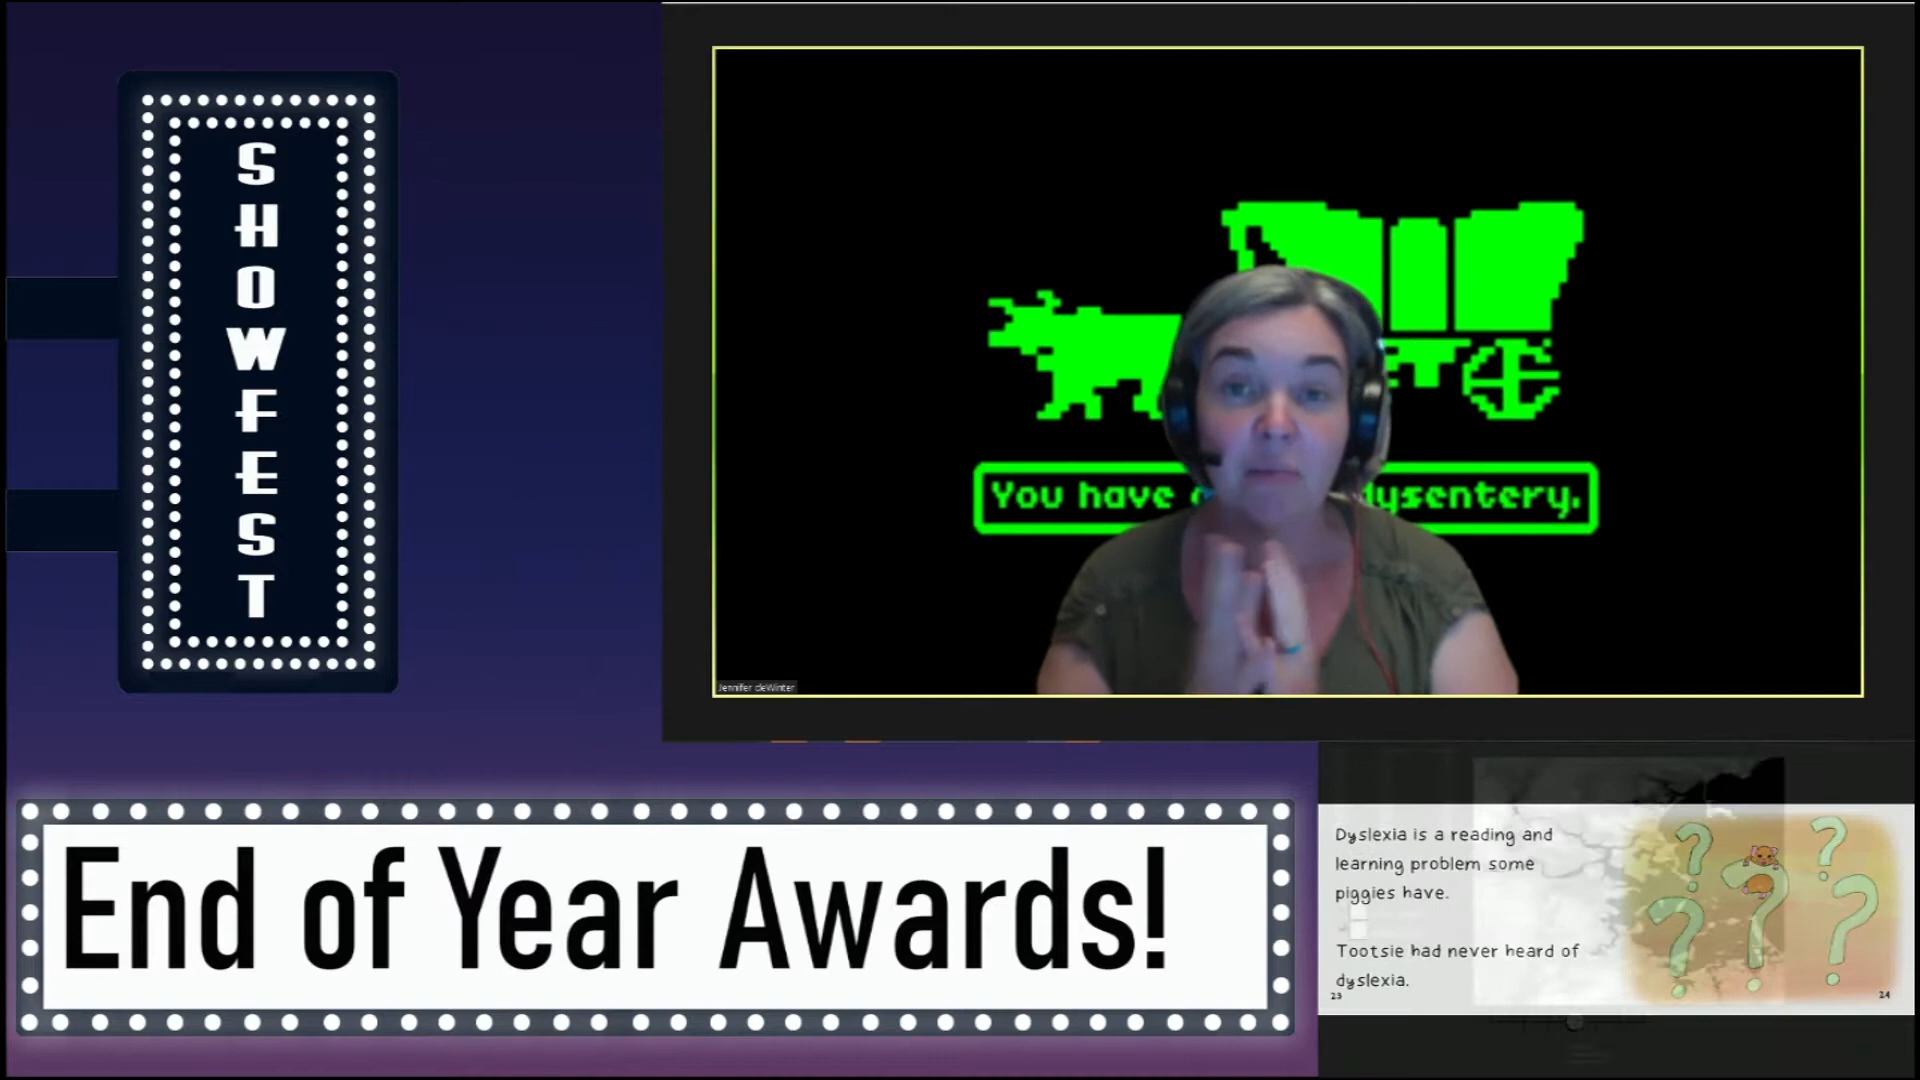 SHOWFEST
You have d
dysentery.
Jennifer deWinter
End of Year Awards!
Dyslexia is a reading and
learning problem some
piggies have.
Tootsie had never heard of
dyslexia.
23
24